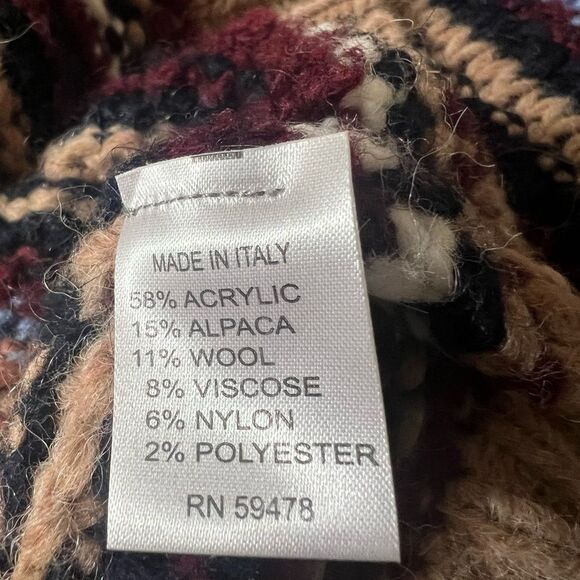 MADE IN ITALY
58% ACRYLIC
15% ALPACA
11% WOOL
8% VISCOSE
6% NYLON
2% POLYESTER
RN 59478